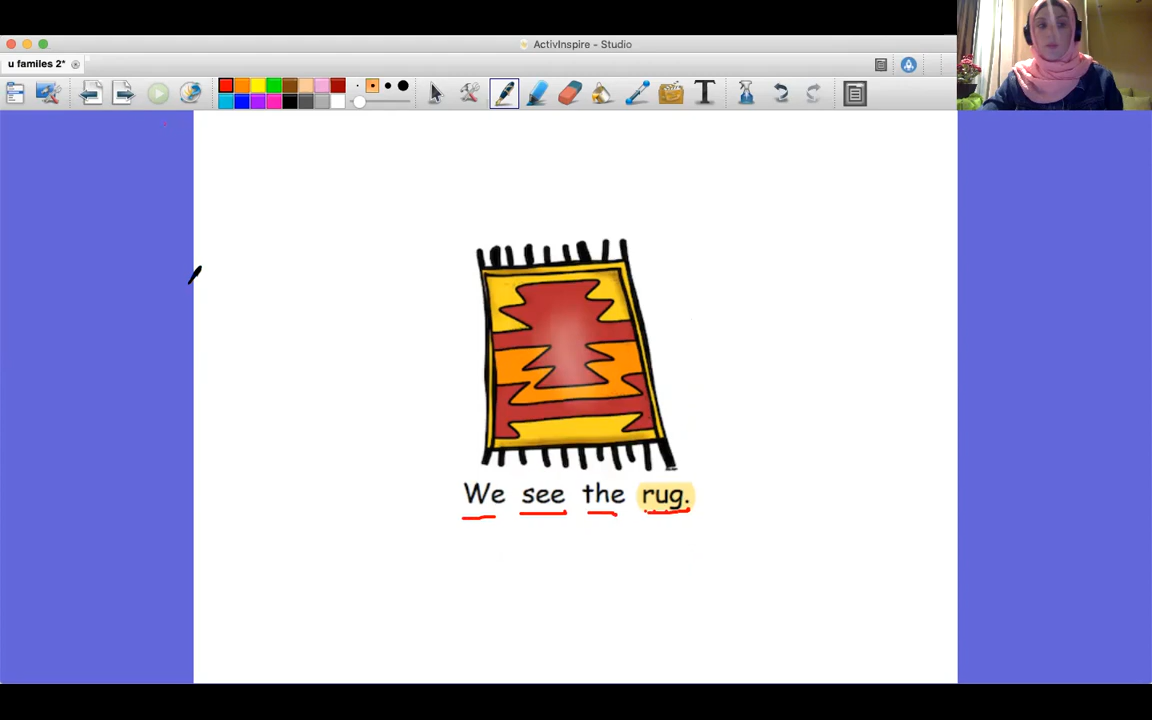 ActivInspire - Studio
u familes 2*
T
We see the rug.